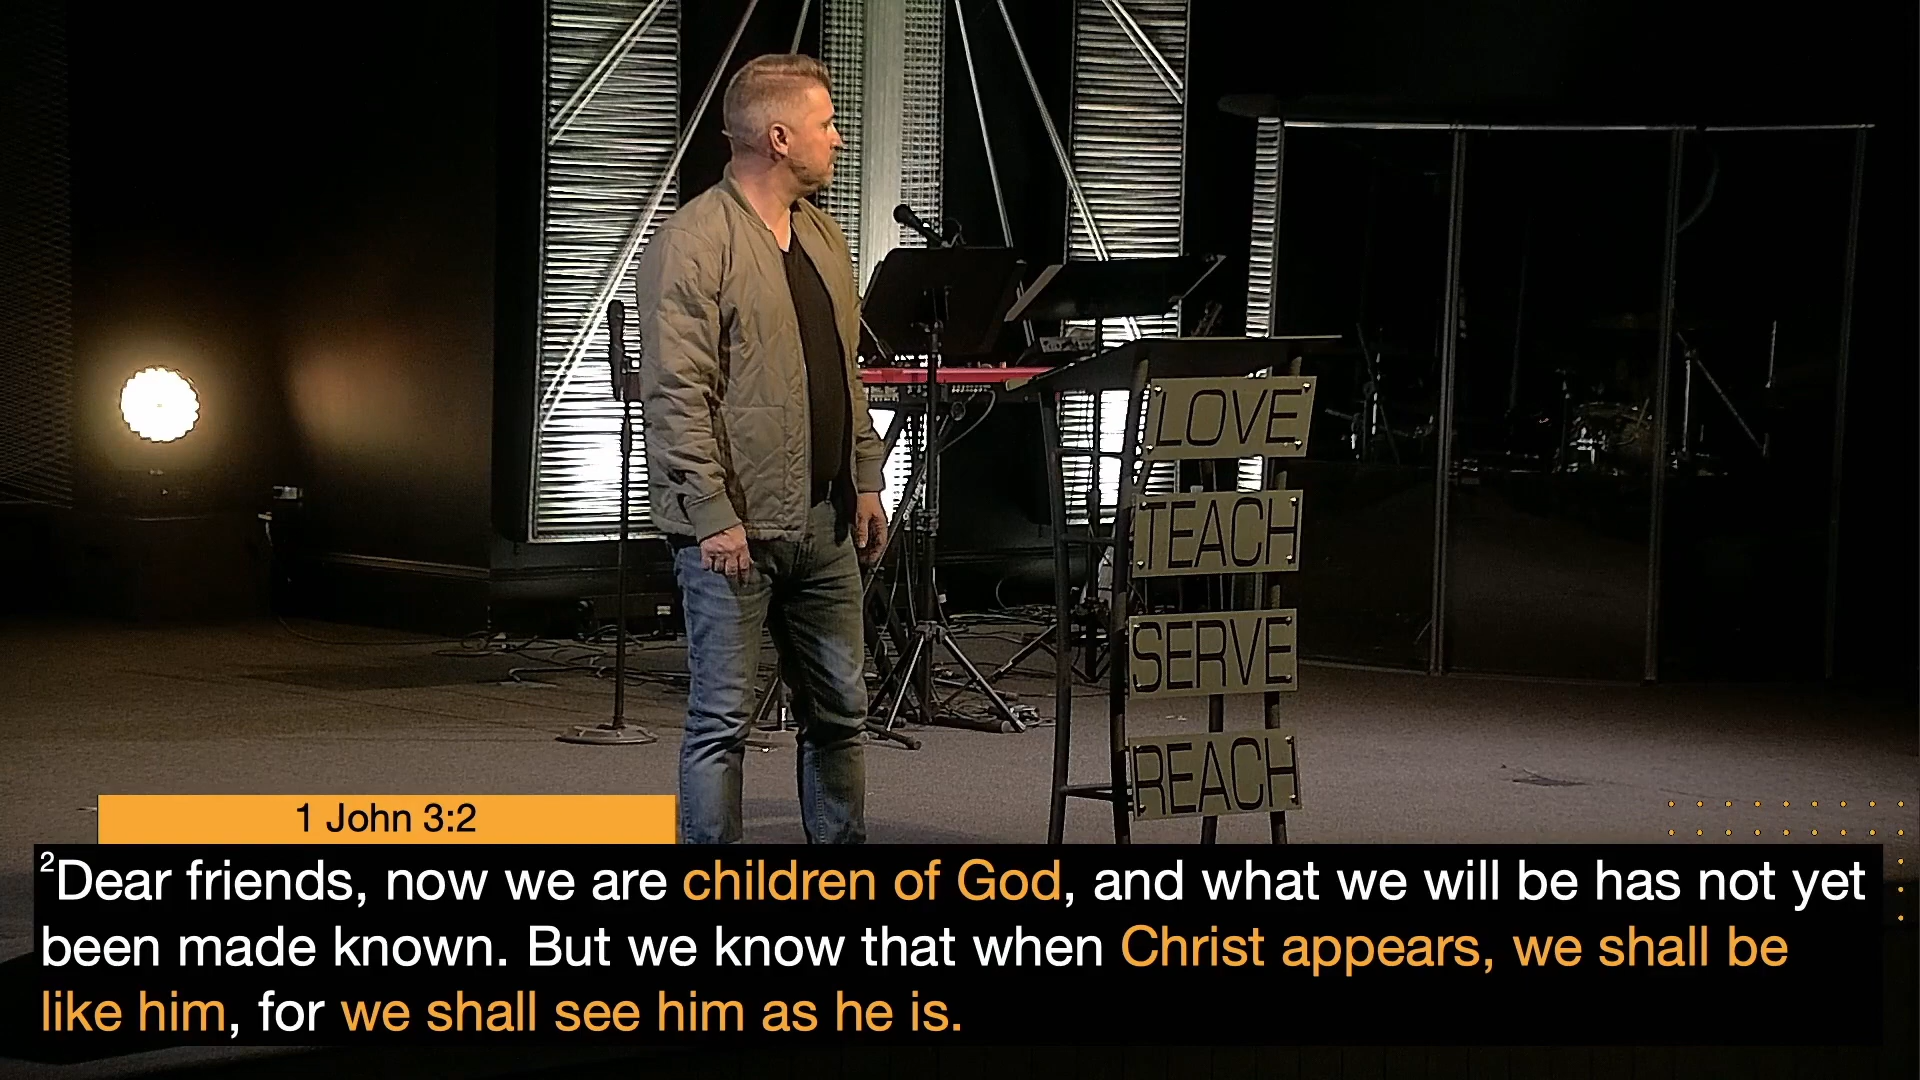 LOVE
TEACH
SERVE
REACH
1 John 3:2
²Dear friends, now we are children of God, and what we will be has not yet
been made known. But we know that when Christ appears, we shall be
like him, for we shall see him as he is.